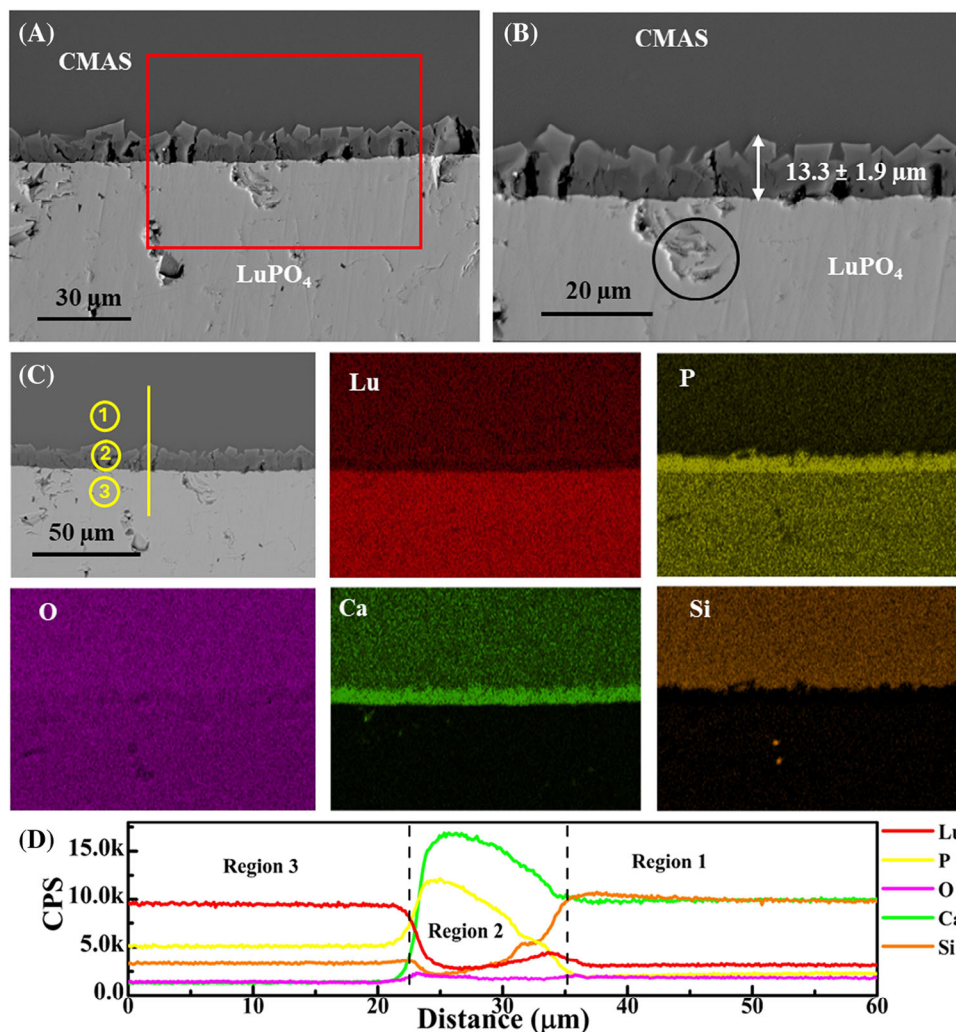 (A)
CMAS
LuPO₄
30 μm
(B)
CMAS
13.3 ± 1.9 μm
LuPO₄
20 μm
(C)
1
2
3
50 μm
Lu
P
O
Ca
Si
(D)
CPS
15.0k
10.0k
5.0k
0.0
Region 3
Region 2
Region 1
Lu
P
O
Ca
Si
0
10
20
30
40
50
60
Distance (μm)